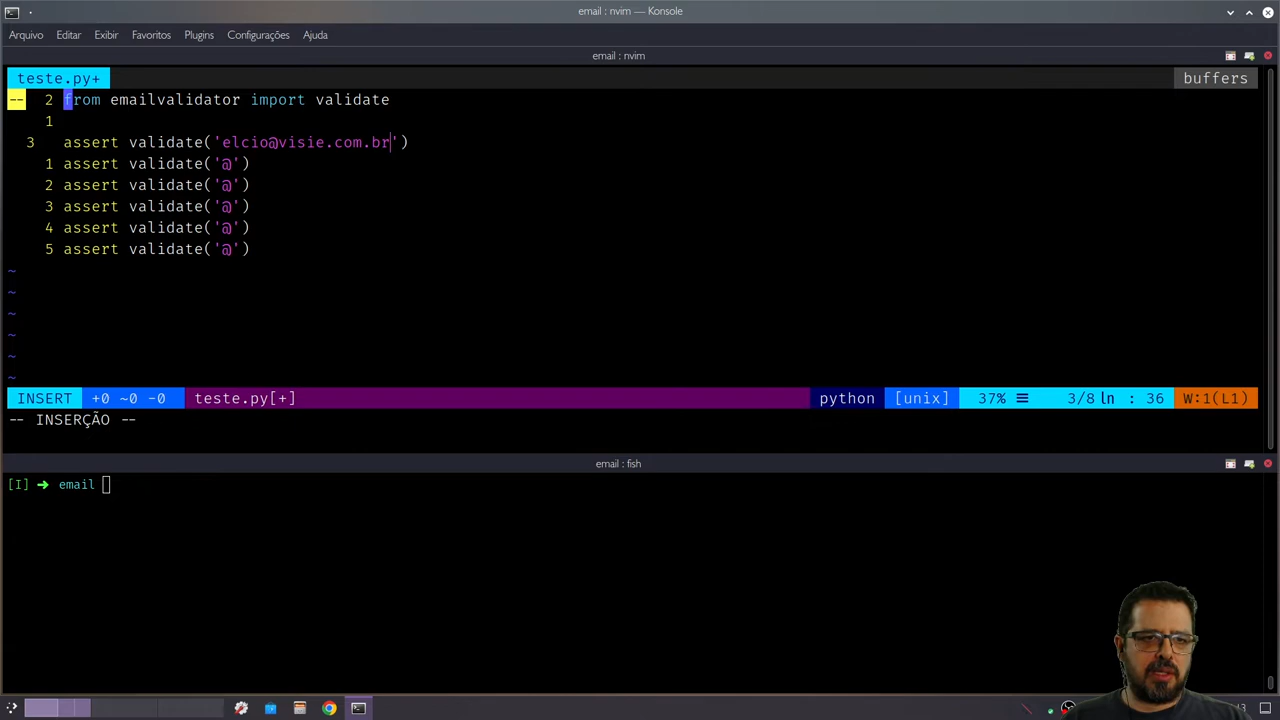 email : nvim — Konsole
Arquivo Editar Exibir Favoritos Plugins Configurações Ajuda
email : nvim
teste.py+ buffers
-- 2 from emailvalidator import validate
1
3 assert validate('elcio@visie.com.br')
1 assert validate('@')
2 assert validate('@')
3 assert validate('@')
4 assert validate('@')
5 assert validate('@')
~
~
~
~
~
~
INSERT +0 ~0 -0 teste.py[+] python [unix] 37% ☰ 3/8 ln : 36 W:1(L1)
-- INSERÇÃO --
email : fish
[I] ➜ email